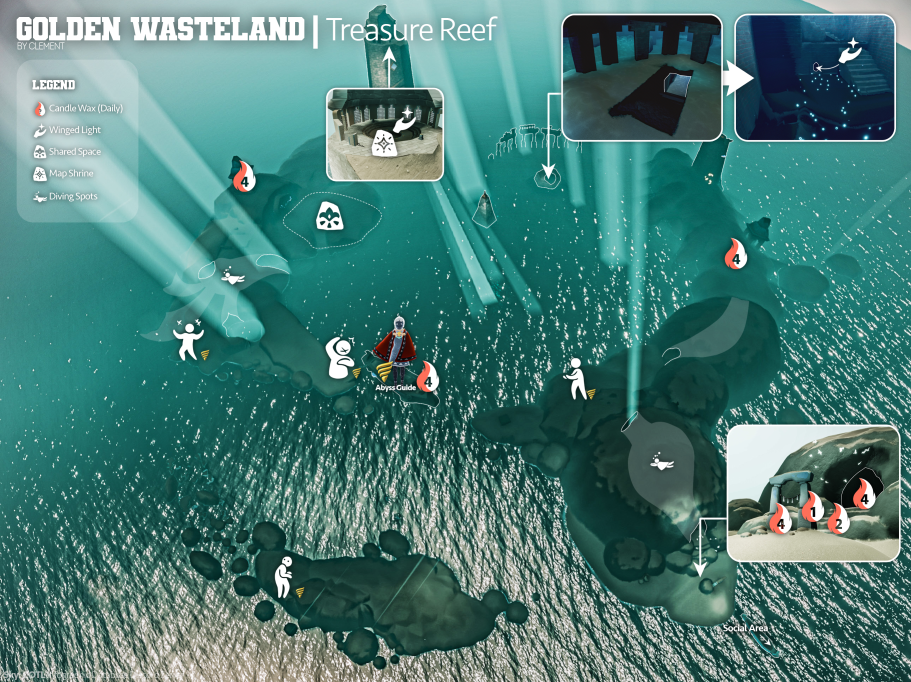 GOLDEN WASTELAND | Treasure Reef
BY CLEMENT
LEGEND
Candle Wax (Daily)
Winged Light
Shared Space
Map Shrine
Diving Spots
4
4
4
Abyss Guide
4
1
2
4
Social Area